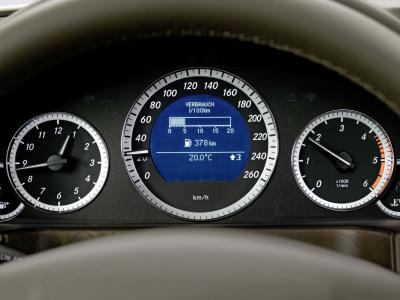 VERBRAUCH
l/100km
0 5 10 15 20
378 km
20.0°C 3
20 40 60 80 100 120 140 160 180 200 220 240 260
km/h
12 1 2 3 4 5 6 7 8 9 10 11
1 2 3 4 5 6
x1000
1/min